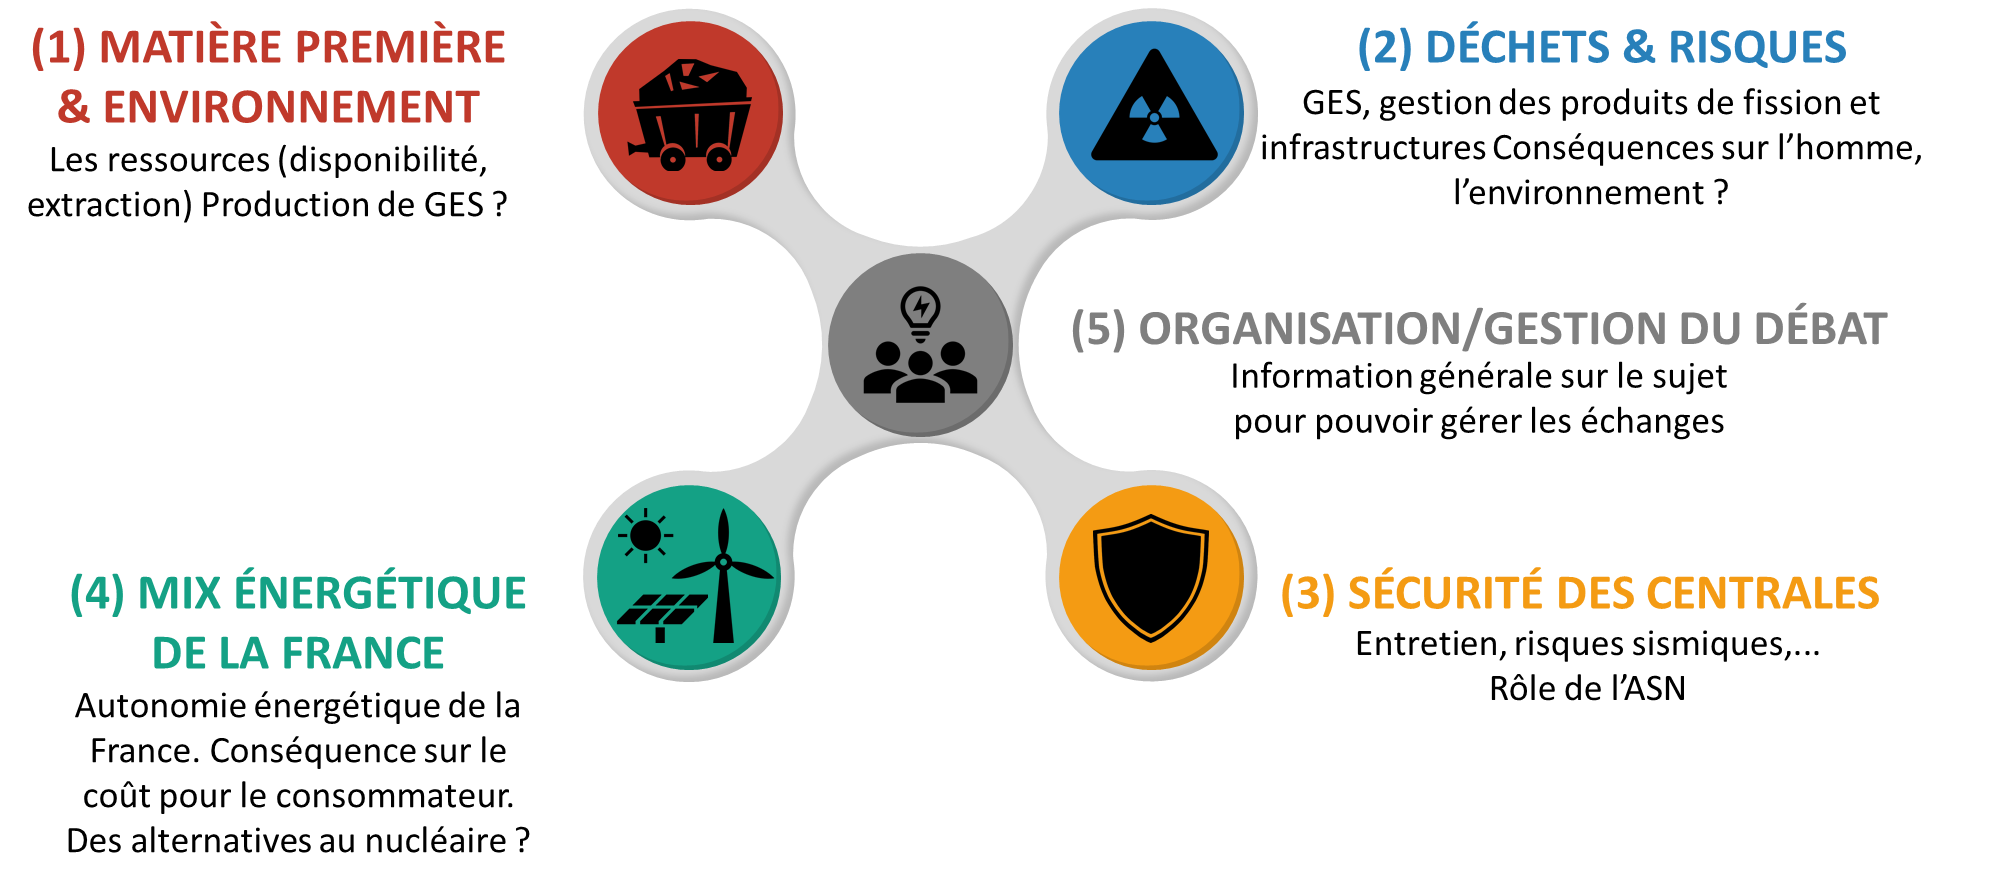 (1) MATIÈRE PREMIÈRE
& ENVIRONNEMENT
Les ressources (disponibilité,
extraction) Production de GES ?
(2) DÉCHETS & RISQUES
GES, gestion des produits de fission et
infrastructures Conséquences sur l’homme,
l’environnement ?
(5) ORGANISATION/GESTION DU DÉBAT
Information générale sur le sujet
pour pouvoir gérer les échanges
(4) MIX ÉNERGÉTIQUE
DE LA FRANCE
Autonomie énergétique de la
France. Conséquence sur le
coût pour le consommateur.
Des alternatives au nucléaire ?
(3) SÉCURITÉ DES CENTRALES
Entretien, risques sismiques,...
Rôle de l’ASN